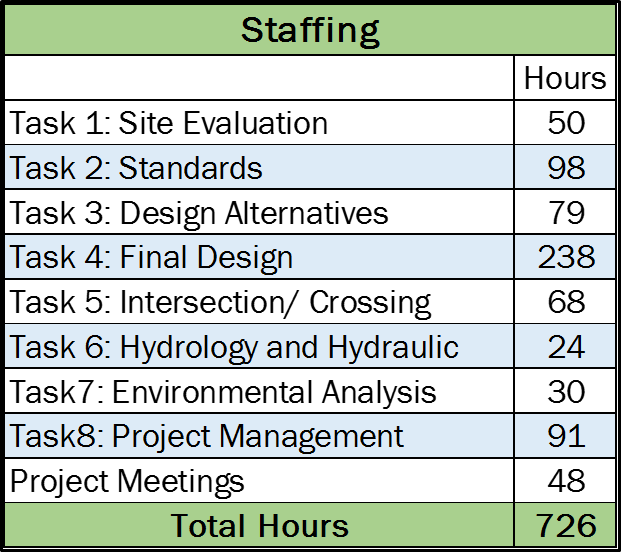 Staffing
Hours
Task 1: Site Evaluation 50
Task 2: Standards 98
Task 3: Design Alternatives 79
Task 4: Final Design 238
Task 5: Intersection/ Crossing 68
Task 6: Hydrology and Hydraulic 24
Task7: Environmental Analysis 30
Task8: Project Management 91
Project Meetings 48
Total Hours 726